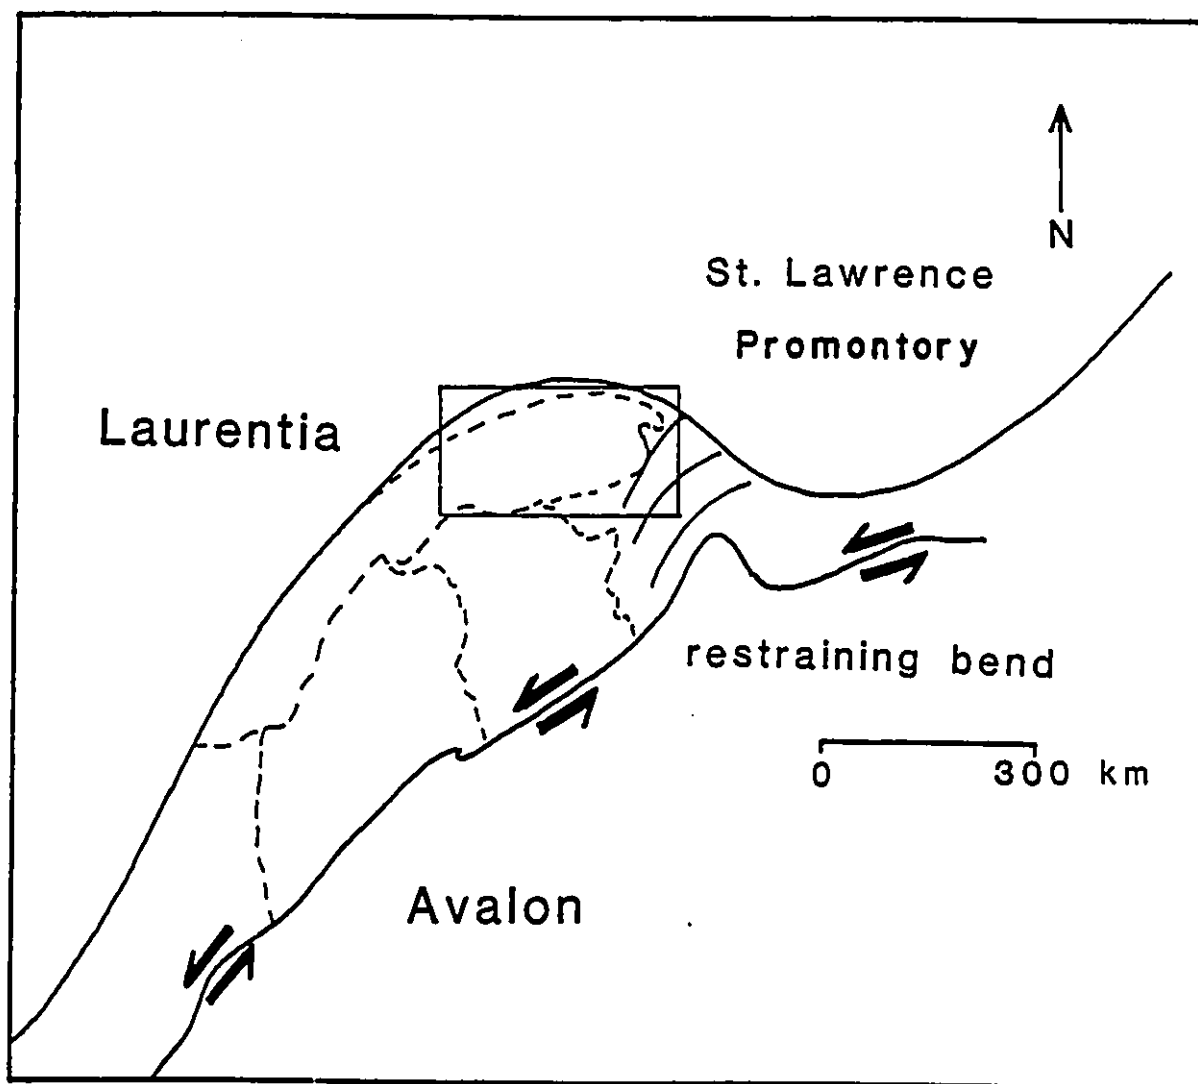 N
St. Lawrence
Promontory
Laurentia
restraining bend
0 300 km
Avalon